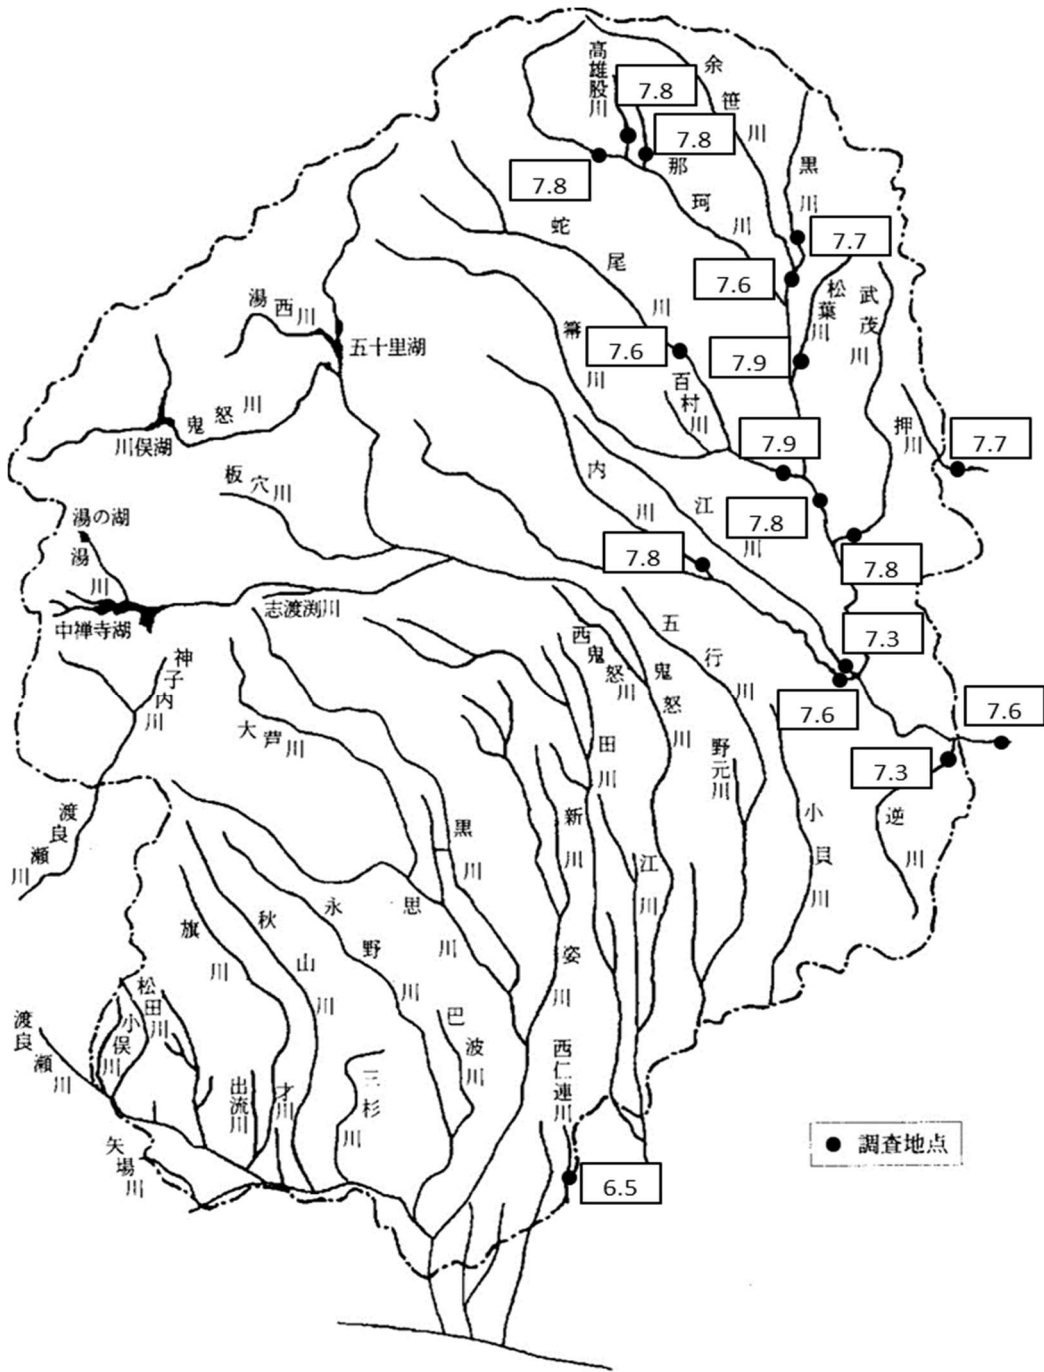 高雄股川
余笹川
7.8
7.8
7.8
那珂川
黒川
7.7
7.6
蛇尾川
松葉川
武茂川
湯西川
五十里湖
箒川
7.6
7.9
百村川
鬼怒川
川俣湖
押川
7.7
7.9
板穴川
内川
江川
7.8
7.8
7.8
湯の湖
湯川
中禅寺湖
志渡渕川
7.3
7.6
7.6
7.3
西鬼怒川
鬼怒川
五行川
神子内川
大芦川
田川
野元川
小貝川
逆川
渡良瀬川
黒川
新川
江川
旗川
秋山川
永野川
思川
姿川
松田川
小俣川
渡良瀬川
巴波川
西仁連川
出流川
才川
三杉川
矢場川
6.5
調査地点